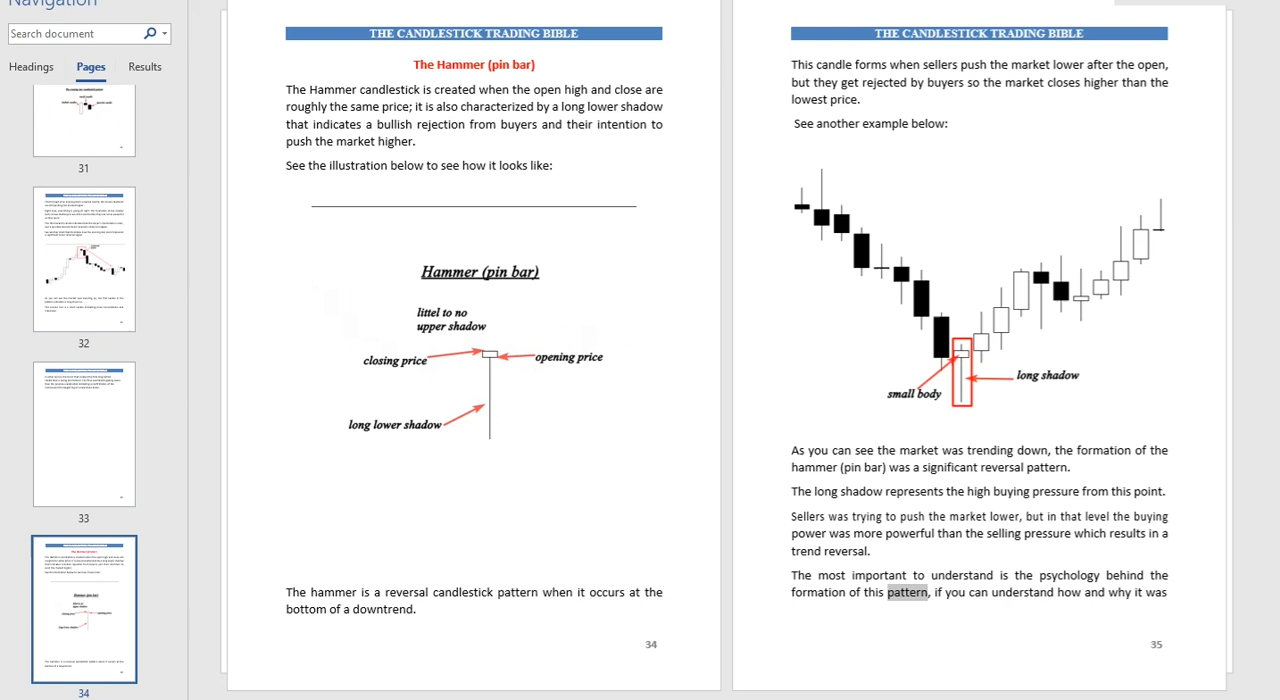 Navigation
Search document
Headings
Pages
Results
31
32
33
34
THE CANDLESTICK TRADING BIBLE
The Hammer (pin bar)
The Hammer candlestick is created when the open high and close are
roughly the same price; it is also characterized by a long lower shadow
that indicates a bullish rejection from buyers and their intention to
push the market higher.
See the illustration below to see how it looks like:
Hammer (pin bar)
littel to no
upper shadow
closing price
opening price
long lower shadow
The hammer is a reversal candlestick pattern when it occurs at the
bottom of a downtrend.
34
THE CANDLESTICK TRADING BIBLE
This candle forms when sellers push the market lower after the open,
but they get rejected by buyers so the market closes higher than the
lowest price.
See another example below:
long shadow
small body
As you can see the market was trending down, the formation of the
hammer (pin bar) was a significant reversal pattern.
The long shadow represents the high buying pressure from this point.
Sellers was trying to push the market lower, but in that level the buying
power was more powerful than the selling pressure which results in a
trend reversal.
The most important to understand is the psychology behind the
formation of this pattern, if you can understand how and why it was
35